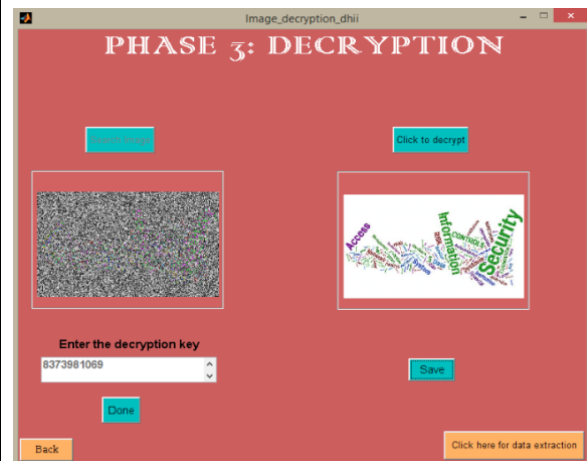 Image_decryption_dhii
PHASE 3: DECRYPTION
Click to decrypt
Access
Information
CONTROLS
Security
Enter the decryption key
8373981069
Save
Done
Back
Click here for data extraction